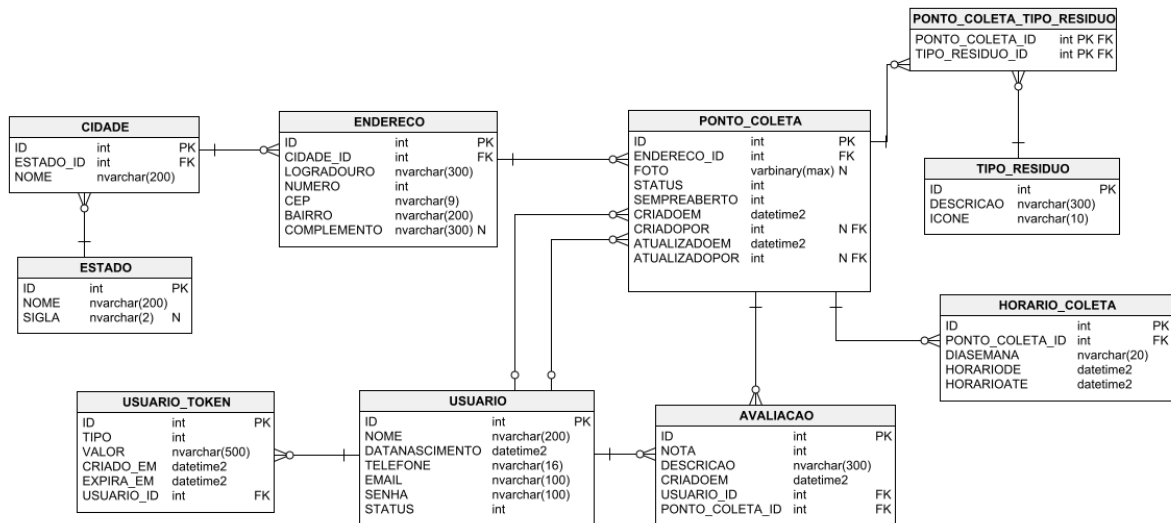 PONTO_COLETA_TIPO_RESIDUO
PONTO_COLETA_ID int PK FK
TIPO_RESIDUO_ID int PK FK
CIDADE
ID int PK
ESTADO_ID int FK
NOME nvarchar(200)
ENDERECO
ID int PK
CIDADE_ID int FK
LOGRADOURO nvarchar(300)
NUMERO int
CEP nvarchar(9)
BAIRRO nvarchar(200)
COMPLEMENTO nvarchar(300) N
PONTO_COLETA
ID int PK
ENDERECO_ID int FK
FOTO varbinary(max) N
STATUS int
SEMPREABERTO int
CRIADOEM datetime2
CRIADOPOR int N FK
ATUALIZADOEM datetime2
ATUALIZADOPOR int N FK
TIPO_RESIDUO
ID int PK
DESCRICAO nvarchar(300)
ICONE nvarchar(10)
ESTADO
ID int PK
NOME nvarchar(200)
SIGLA nvarchar(2) N
HORARIO_COLETA
ID int PK
PONTO_COLETA_ID int FK
DIASEMANA nvarchar(20)
HORARIODE datetime2
HORARIOATE datetime2
USUARIO_TOKEN
ID int PK
TIPO int
VALOR nvarchar(500)
CRIADO_EM datetime2
EXPIRA_EM datetime2
USUARIO_ID int FK
USUARIO
ID int PK
NOME nvarchar(200)
DATANASCIMENTO datetime2
TELEFONE nvarchar(16)
EMAIL nvarchar(100)
SENHA nvarchar(100)
STATUS int
AVALIACAO
ID int PK
NOTA int
DESCRICAO nvarchar(300)
CRIADOEM datetime2
USUARIO_ID int FK
PONTO_COLETA_ID int FK